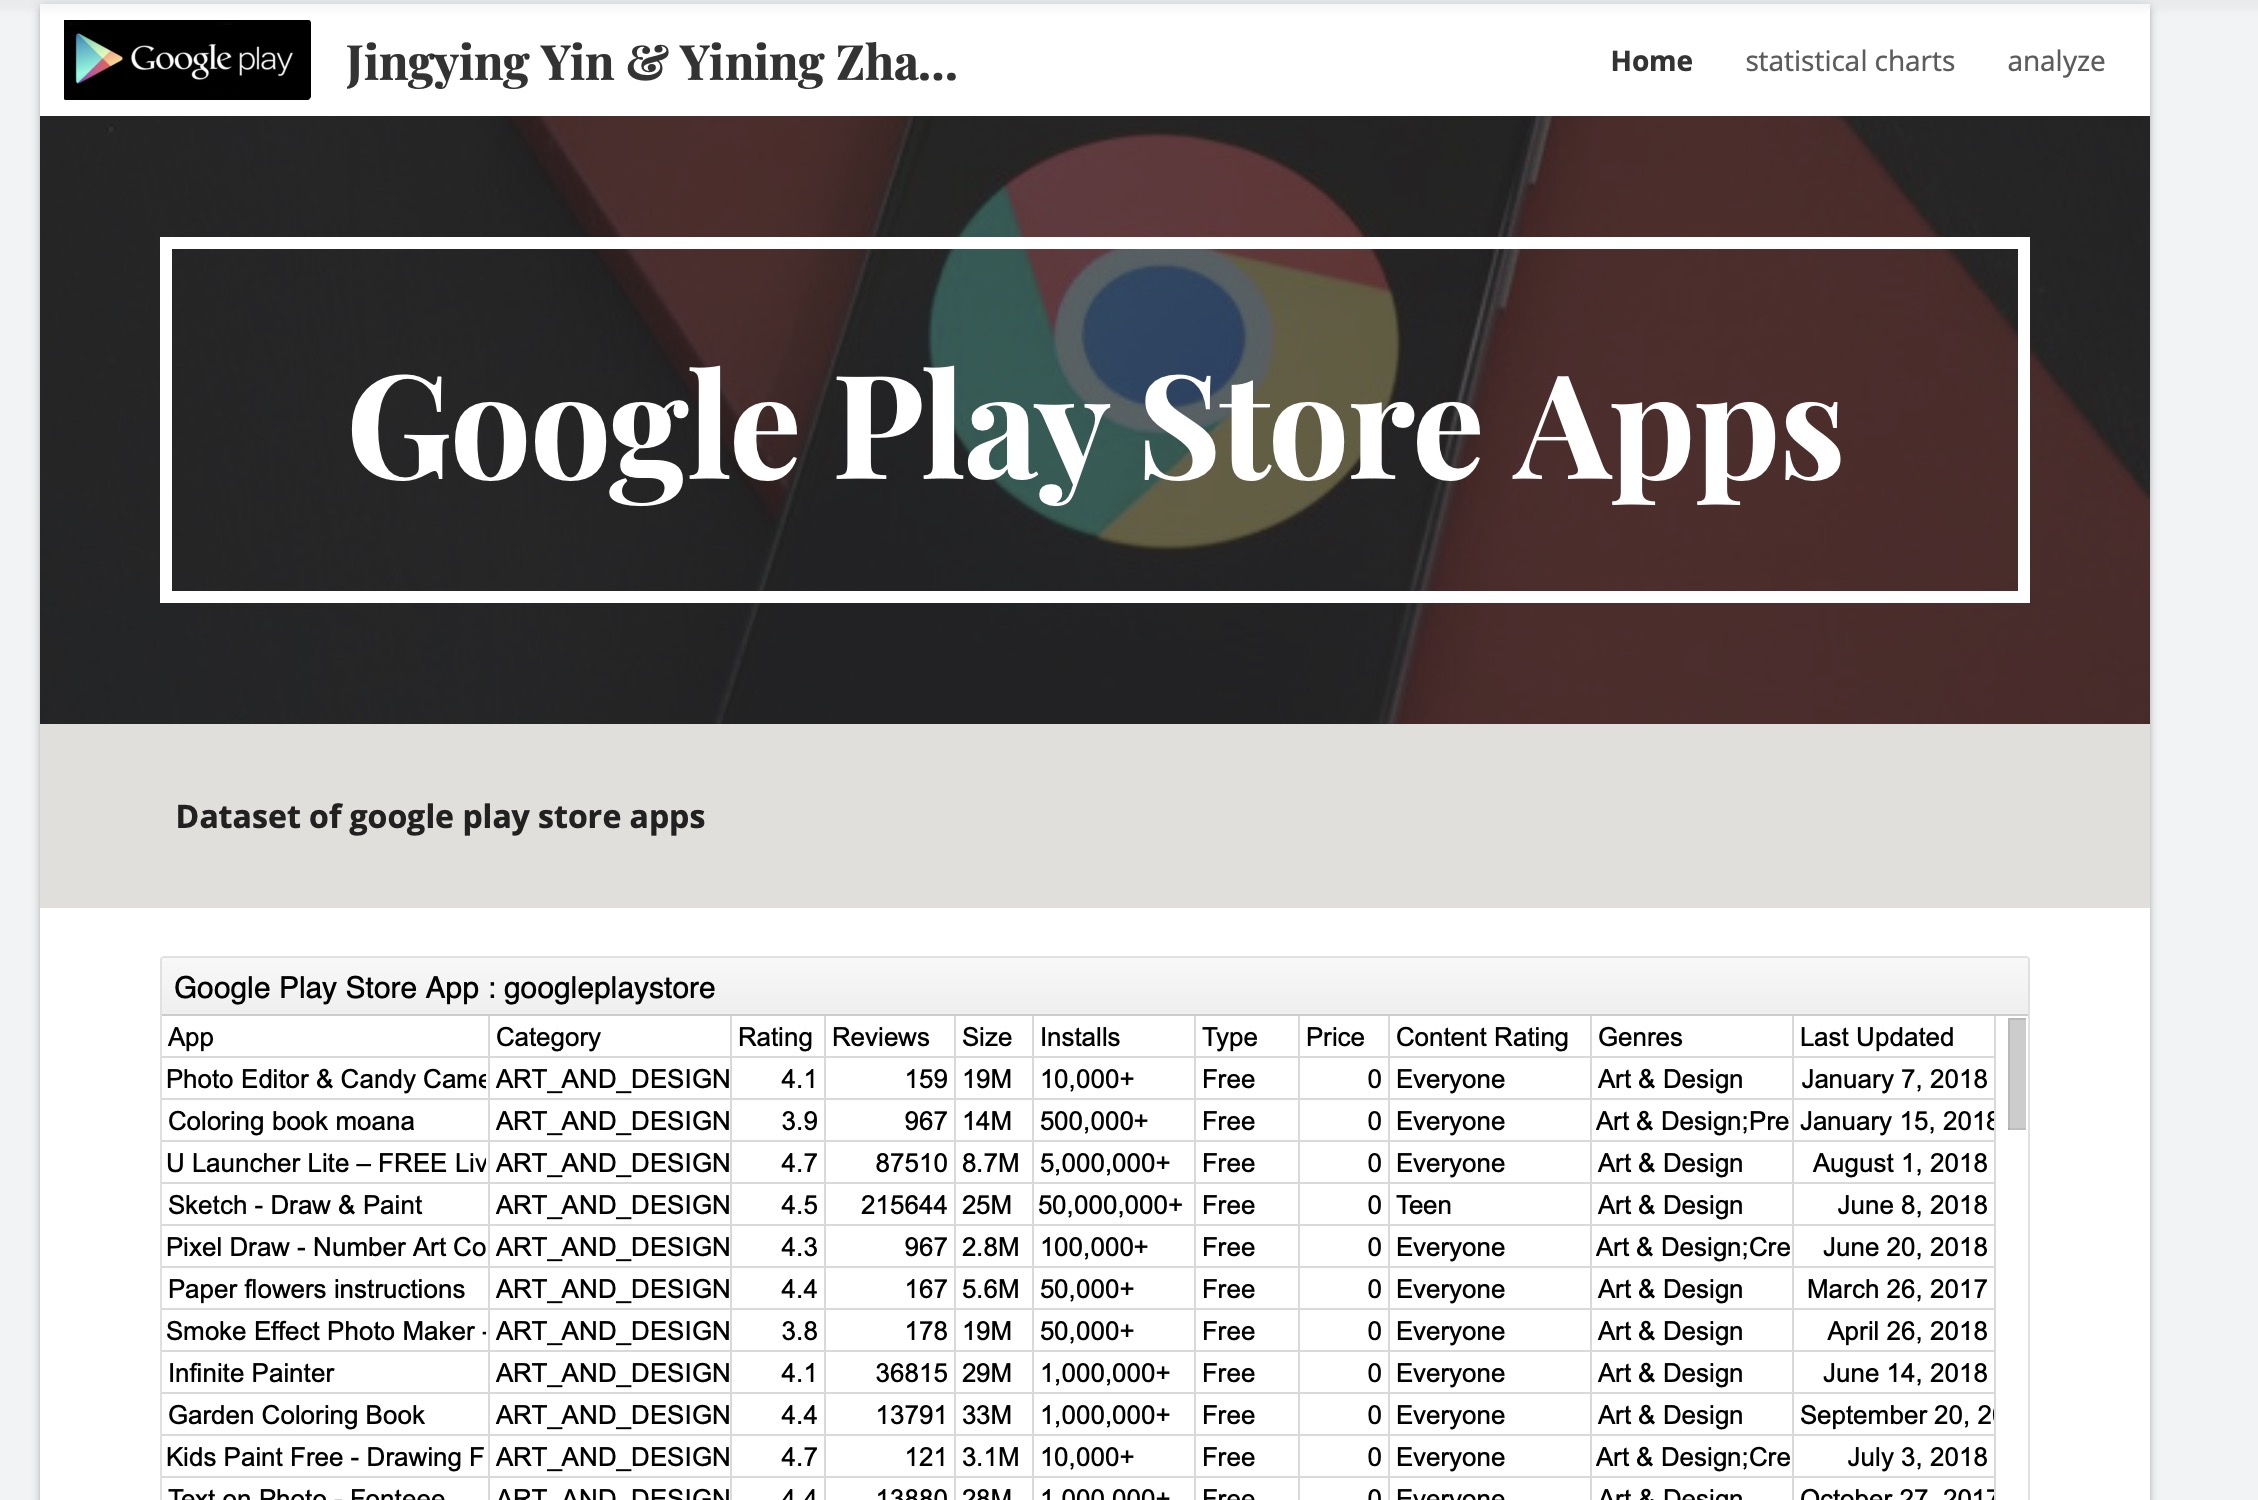 Google play
Jingying Yin & Yining Zha...
Home statistical charts analyze
Google Play Store Apps
Dataset of google play store apps
Google Play Store App : googleplaystore
App Category Rating Reviews Size Installs Type Price Content Rating Genres Last Updated
Photo Editor & Candy Came ART_AND_DESIGN 4.1 159 19M 10,000+ Free 0 Everyone Art & Design January 7, 2018
Coloring book moana ART_AND_DESIGN 3.9 967 14M 500,000+ Free 0 Everyone Art & Design;Pre January 15, 2018
U Launcher Lite – FREE Liv ART_AND_DESIGN 4.7 87510 8.7M 5,000,000+ Free 0 Everyone Art & Design August 1, 2018
Sketch - Draw & Paint ART_AND_DESIGN 4.5 215644 25M 50,000,000+ Free 0 Teen Art & Design June 8, 2018
Pixel Draw - Number Art Co ART_AND_DESIGN 4.3 967 2.8M 100,000+ Free 0 Everyone Art & Design;Cre June 20, 2018
Paper flowers instructions ART_AND_DESIGN 4.4 167 5.6M 50,000+ Free 0 Everyone Art & Design March 26, 2017
Smoke Effect Photo Maker - ART_AND_DESIGN 3.8 178 19M 50,000+ Free 0 Everyone Art & Design April 26, 2018
Infinite Painter ART_AND_DESIGN 4.1 36815 29M 1,000,000+ Free 0 Everyone Art & Design June 14, 2018
Garden Coloring Book ART_AND_DESIGN 4.4 13791 33M 1,000,000+ Free 0 Everyone Art & Design September 20, 2
Kids Paint Free - Drawing F ART_AND_DESIGN 4.7 121 3.1M 10,000+ Free 0 Everyone Art & Design;Cre July 3, 2018
Text on Photo - Fonteee ART_AND_DESIGN 4.4 13880 28M 1,000,000+ Free 0 Everyone Art & Design October 27, 2017